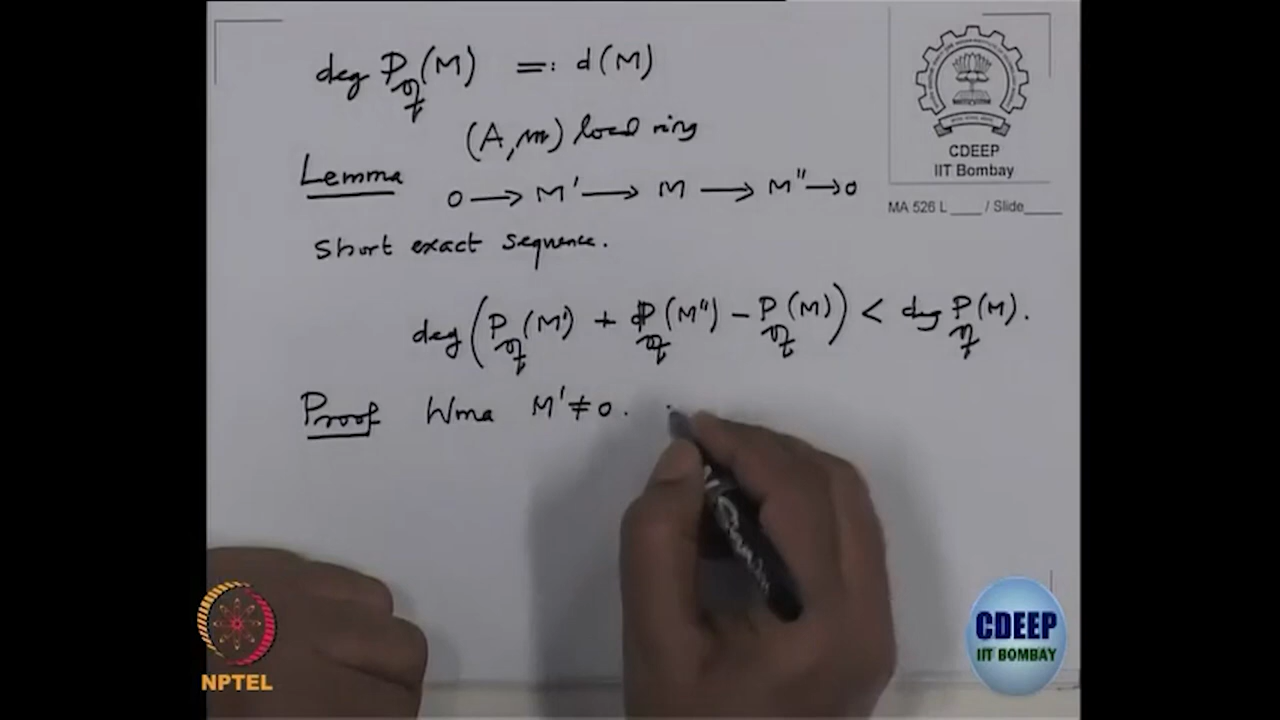 deg P_𝔮(M) =: d(M)
(A, 𝔪) local ring
Lemma
0 → M' → M → M'' → 0
Short exact sequence.
deg (P_𝔮(M') + P_𝔮(M'') - P_𝔮(M)) < deg P_𝔮(M).
Proof Wma M' ≠ 0.
CDEEP
IIT Bombay
MA 526 L ____ / Slide_____
NPTEL
CDEEP
IIT BOMBAY